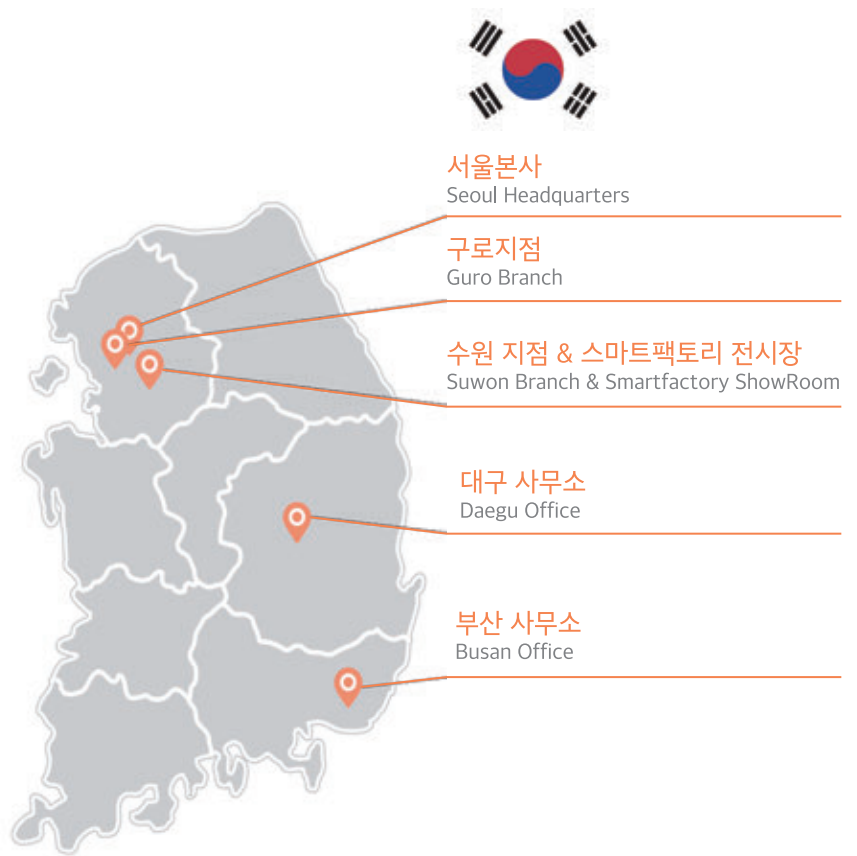 서울본사
Seoul Headquarters
구로지점
Guro Branch
수원 지점 & 스마트팩토리 전시장
Suwon Branch & Smartfactory ShowRoom
대구 사무소
Daegu Office
부산 사무소
Busan Office